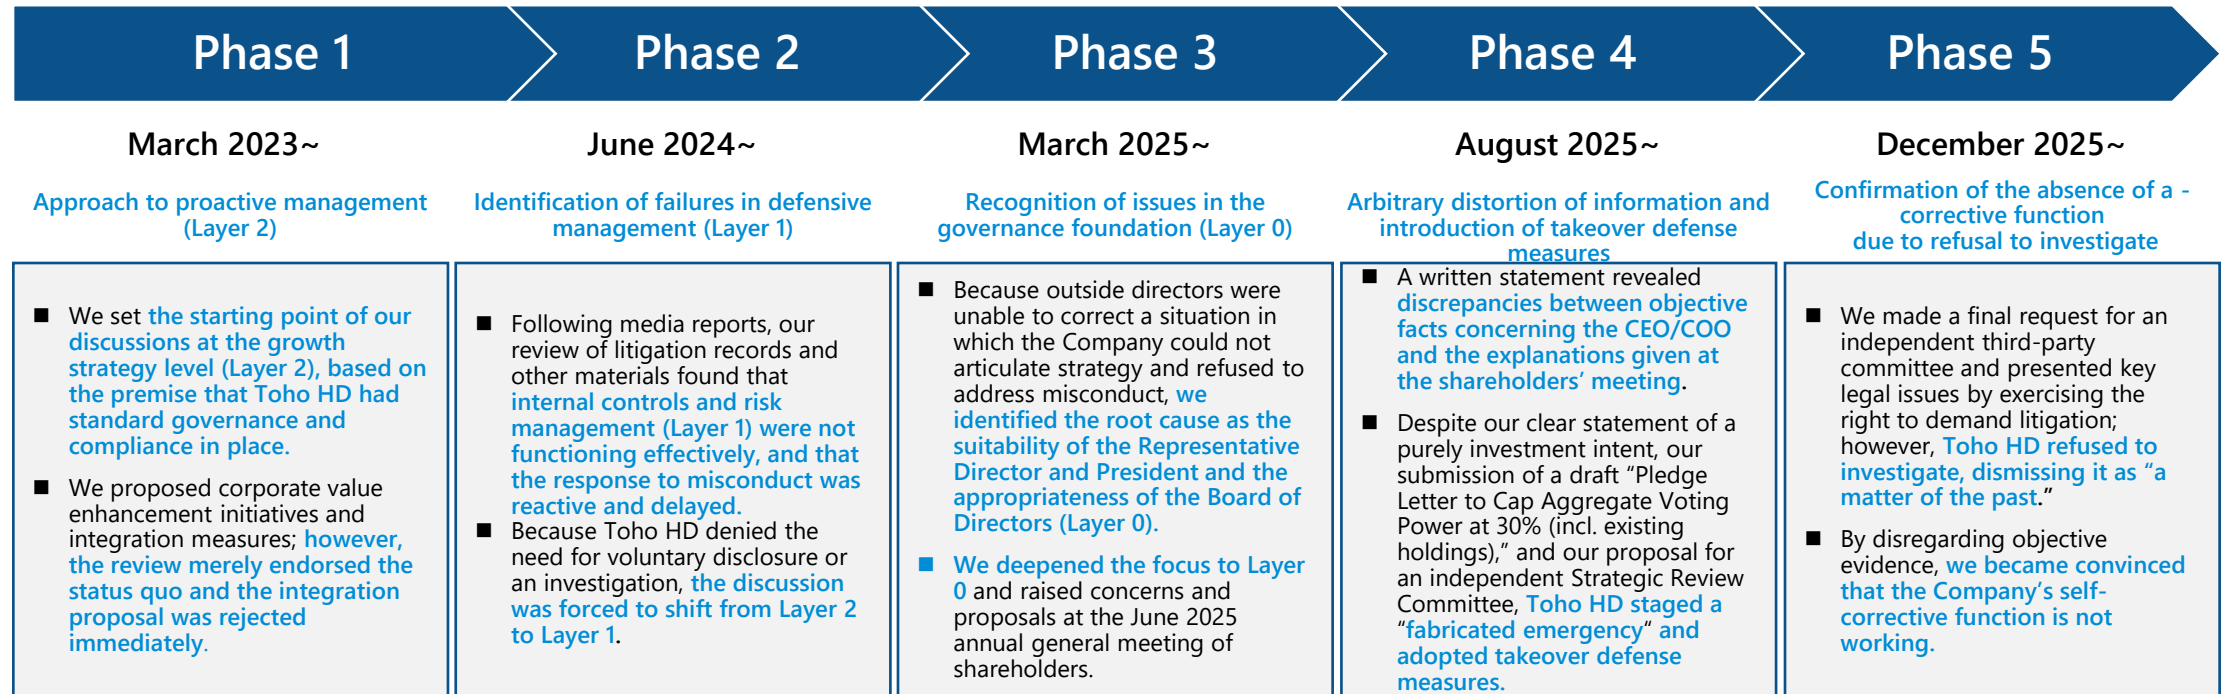 Phase 1
Phase 2
Phase 3
Phase 4
Phase 5
March 2023~
Approach to proactive management
(Layer 2)
■ We set the starting point of our
discussions at the growth
strategy level (Layer 2), based on
the premise that Toho HD had
standard governance and
compliance in place.
■ We proposed corporate value
enhancement initiatives and
integration measures; however,
the review merely endorsed the
status quo and the integration
proposal was rejected
immediately.
June 2024~
Identification of failures in defensive
management (Layer 1)
■ Following media reports, our
review of litigation records and
other materials found that
internal controls and risk
management (Layer 1) were not
functioning effectively, and that
the response to misconduct was
reactive and delayed.
■ Because Toho HD denied the
need for voluntary disclosure or
an investigation, the discussion
was forced to shift from Layer 2
to Layer 1.
March 2025~
Recognition of issues in the
governance foundation (Layer 0)
■ Because outside directors were
unable to correct a situation in
which the Company could not
articulate strategy and refused to
address misconduct, we
identified the root cause as the
suitability of the Representative
Director and President and the
appropriateness of the Board of
Directors (Layer 0).
■ We deepened the focus to Layer
0 and raised concerns and
proposals at the June 2025
annual general meeting of
shareholders.
August 2025~
Arbitrary distortion of information and
introduction of takeover defense
measures
■ A written statement revealed
discrepancies between objective
facts concerning the CEO/COO
and the explanations given at
the shareholders’ meeting.
■ Despite our clear statement of a
purely investment intent, our
submission of a draft “Pledge
Letter to Cap Aggregate Voting
Power at 30% (incl. existing
holdings),” and our proposal for
an independent Strategic Review
Committee, Toho HD staged a
“fabricated emergency“ and
adopted takeover defense
measures.
December 2025~
Confirmation of the absence of a -
corrective function
due to refusal to investigate
■ We made a final request for an
independent third-party
committee and presented key
legal issues by exercising the
right to demand litigation;
however, Toho HD refused to
investigate, dismissing it as “a
matter of the past.”
■ By disregarding objective
evidence, we became convinced
that the Company’s self-
corrective function is not
working.